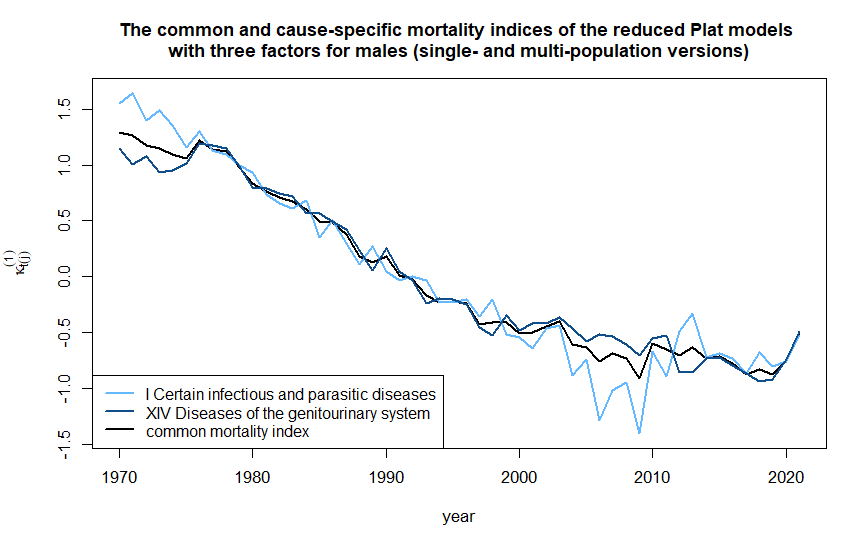 The common and cause-specific mortality indices of the reduced Plat models
with three factors for males (single- and multi-population versions)
κ_{t(j)}^{(1)}
1.5
1.0
0.5
0.0
-0.5
-1.0
-1.5
I Certain infectious and parasitic diseases
XIV Diseases of the genitourinary system
common mortality index
1970 1980 1990 2000 2010 2020
year